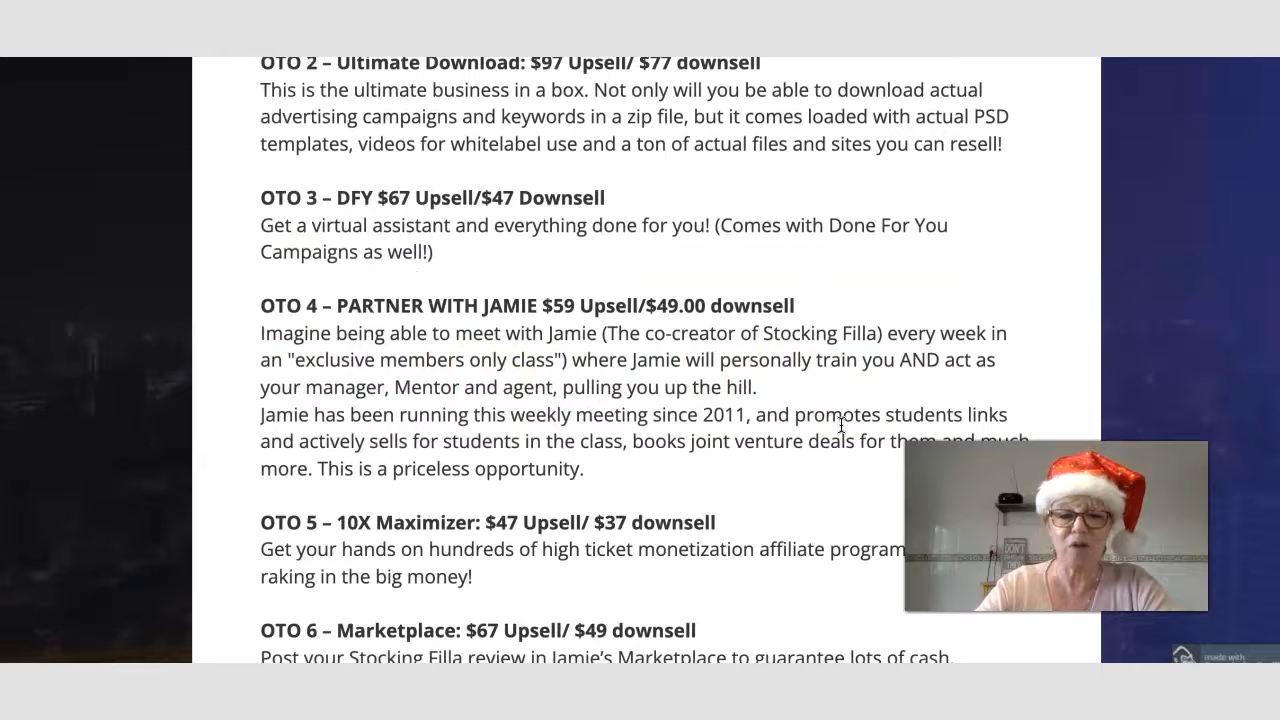 OTO 2 – Ultimate Download: $97 Upsell/ $77 downsell
This is the ultimate business in a box. Not only will you be able to download actual
advertising campaigns and keywords in a zip file, but it comes loaded with actual PSD
templates, videos for whitelabel use and a ton of actual files and sites you can resell!
OTO 3 – DFY $67 Upsell/$47 Downsell
Get a virtual assistant and everything done for you! (Comes with Done For You
Campaigns as well!)
OTO 4 – PARTNER WITH JAMIE $59 Upsell/$49.00 downsell
Imagine being able to meet with Jamie (The co-creator of Stocking Filla) every week in
an "exclusive members only class") where Jamie will personally train you AND act as
your manager, Mentor and agent, pulling you up the hill.
Jamie has been running this weekly meeting since 2011, and promotes students links
and actively sells for students in the class, books joint venture deals for them and much
more. This is a priceless opportunity.
OTO 5 – 10X Maximizer: $47 Upsell/ $37 downsell
Get your hands on hundreds of high ticket monetization affiliate program
raking in the big money!
OTO 6 – Marketplace: $67 Upsell/ $49 downsell
Post your Stocking Filla review in Jamie's Marketplace to guarantee lots of cash.
DON'T
made with